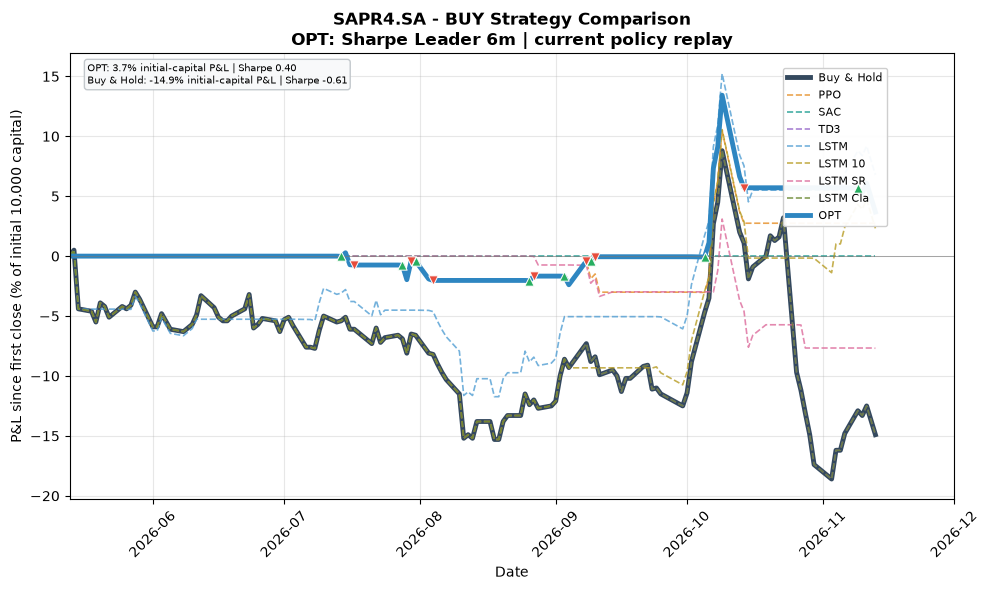 SAPR4.SA - BUY Strategy Comparison
OPT: Sharpe Leader 6m | current policy replay
OPT: 3.7% initial-capital P&L | Sharpe 0.40
Buy & Hold: -14.9% initial-capital P&L | Sharpe -0.61
Buy & Hold
PPO
SAC
TD3
LSTM
LSTM 10
LSTM SR
LSTM Cla
OPT
P&L since first close (% of initial 10,000 capital)
15
10
5
0
−5
−10
−15
−20
2026-06
2026-07
2026-08
2026-09
2026-10
2026-11
2026-12
Date